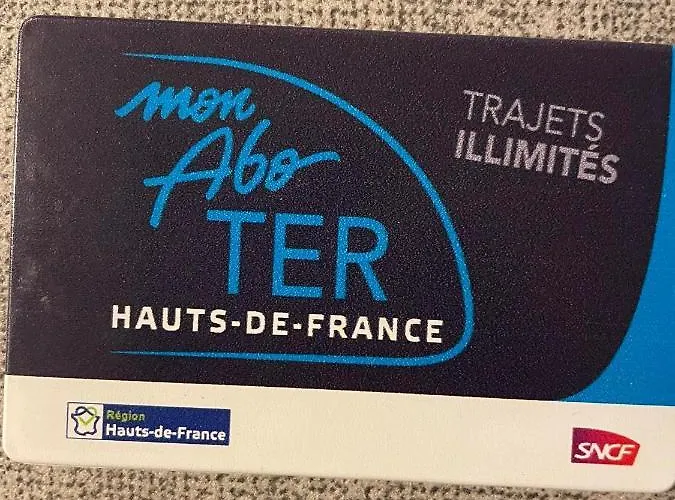 mon
Abo
TER
HAUTS-DE-FRANCE
TRAJETS
ILLIMITÉS
Région
Hauts-de-France
SNCF